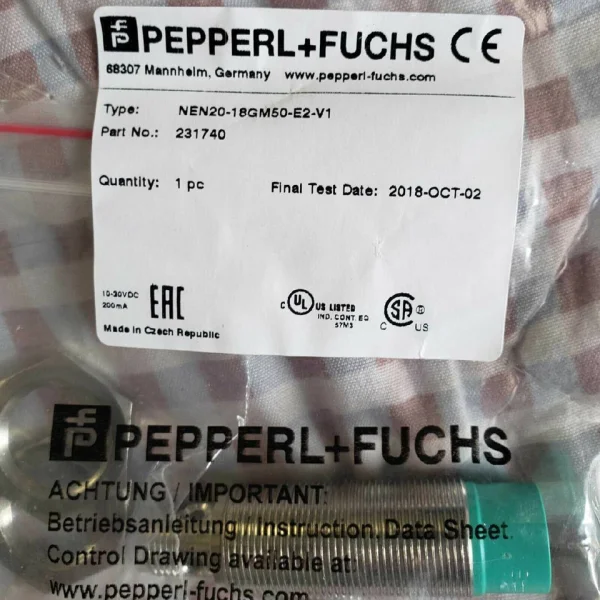 PEPPERL+FUCHS CE
68307 Mannheim, Germany www.pepperl-fuchs.com
Type: NEN20-18GM50-E2-V1
Part No.: 231740
Quantity: 1 pc Final Test Date: 2018-OCT-02
10-30VDC
200mA
EAC
C UL US LISTED
IND. CONT. EQ
57M3
C SA ® US
Made in Czech Republic
PEPPERL+FUCHS
ACHTUNG / IMPORTANT:
Betriebsanleitung / Instruction, Data Sheet,
Control Drawing available at:
www.pepperl-fuchs.com